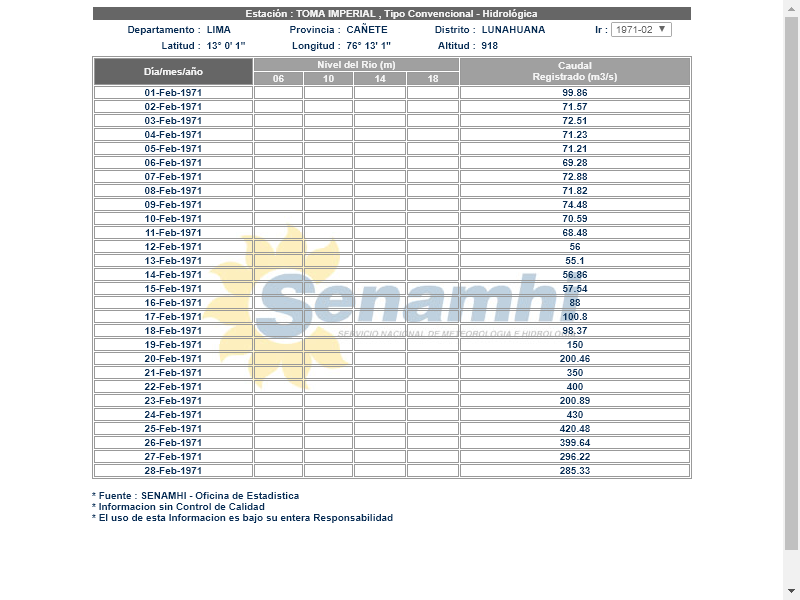 Estación : TOMA IMPERIAL , Tipo Convencional - Hidrológica
Departamento : LIMA Provincia : CAÑETE Distrito : LUNAHUANA Ir : 1971-02
Latitud : 13° 0' 1'' Longitud : 76° 13' 1'' Altitud : 918
Día/mes/año Nivel del Río (m) Caudal Registrado (m3/s)
06 10 14 18
01-Feb-1971 99.86
02-Feb-1971 71.57
03-Feb-1971 72.51
04-Feb-1971 71.23
05-Feb-1971 71.21
06-Feb-1971 69.28
07-Feb-1971 72.88
08-Feb-1971 71.82
09-Feb-1971 74.48
10-Feb-1971 70.59
11-Feb-1971 68.48
12-Feb-1971 56
13-Feb-1971 55.1
14-Feb-1971 56.86
15-Feb-1971 57.54
16-Feb-1971 88
17-Feb-1971 100.8
18-Feb-1971 98.37
19-Feb-1971 150
20-Feb-1971 200.46
21-Feb-1971 350
22-Feb-1971 400
23-Feb-1971 200.89
24-Feb-1971 430
25-Feb-1971 420.48
26-Feb-1971 399.64
27-Feb-1971 296.22
28-Feb-1971 285.33
Senamhi
SERVICIO NACIONAL DE METEOROLOGIA E HIDROLO
* Fuente : SENAMHI - Oficina de Estadistica
* Informacion sin Control de Calidad
* El uso de esta Informacion es bajo su entera Responsabilidad